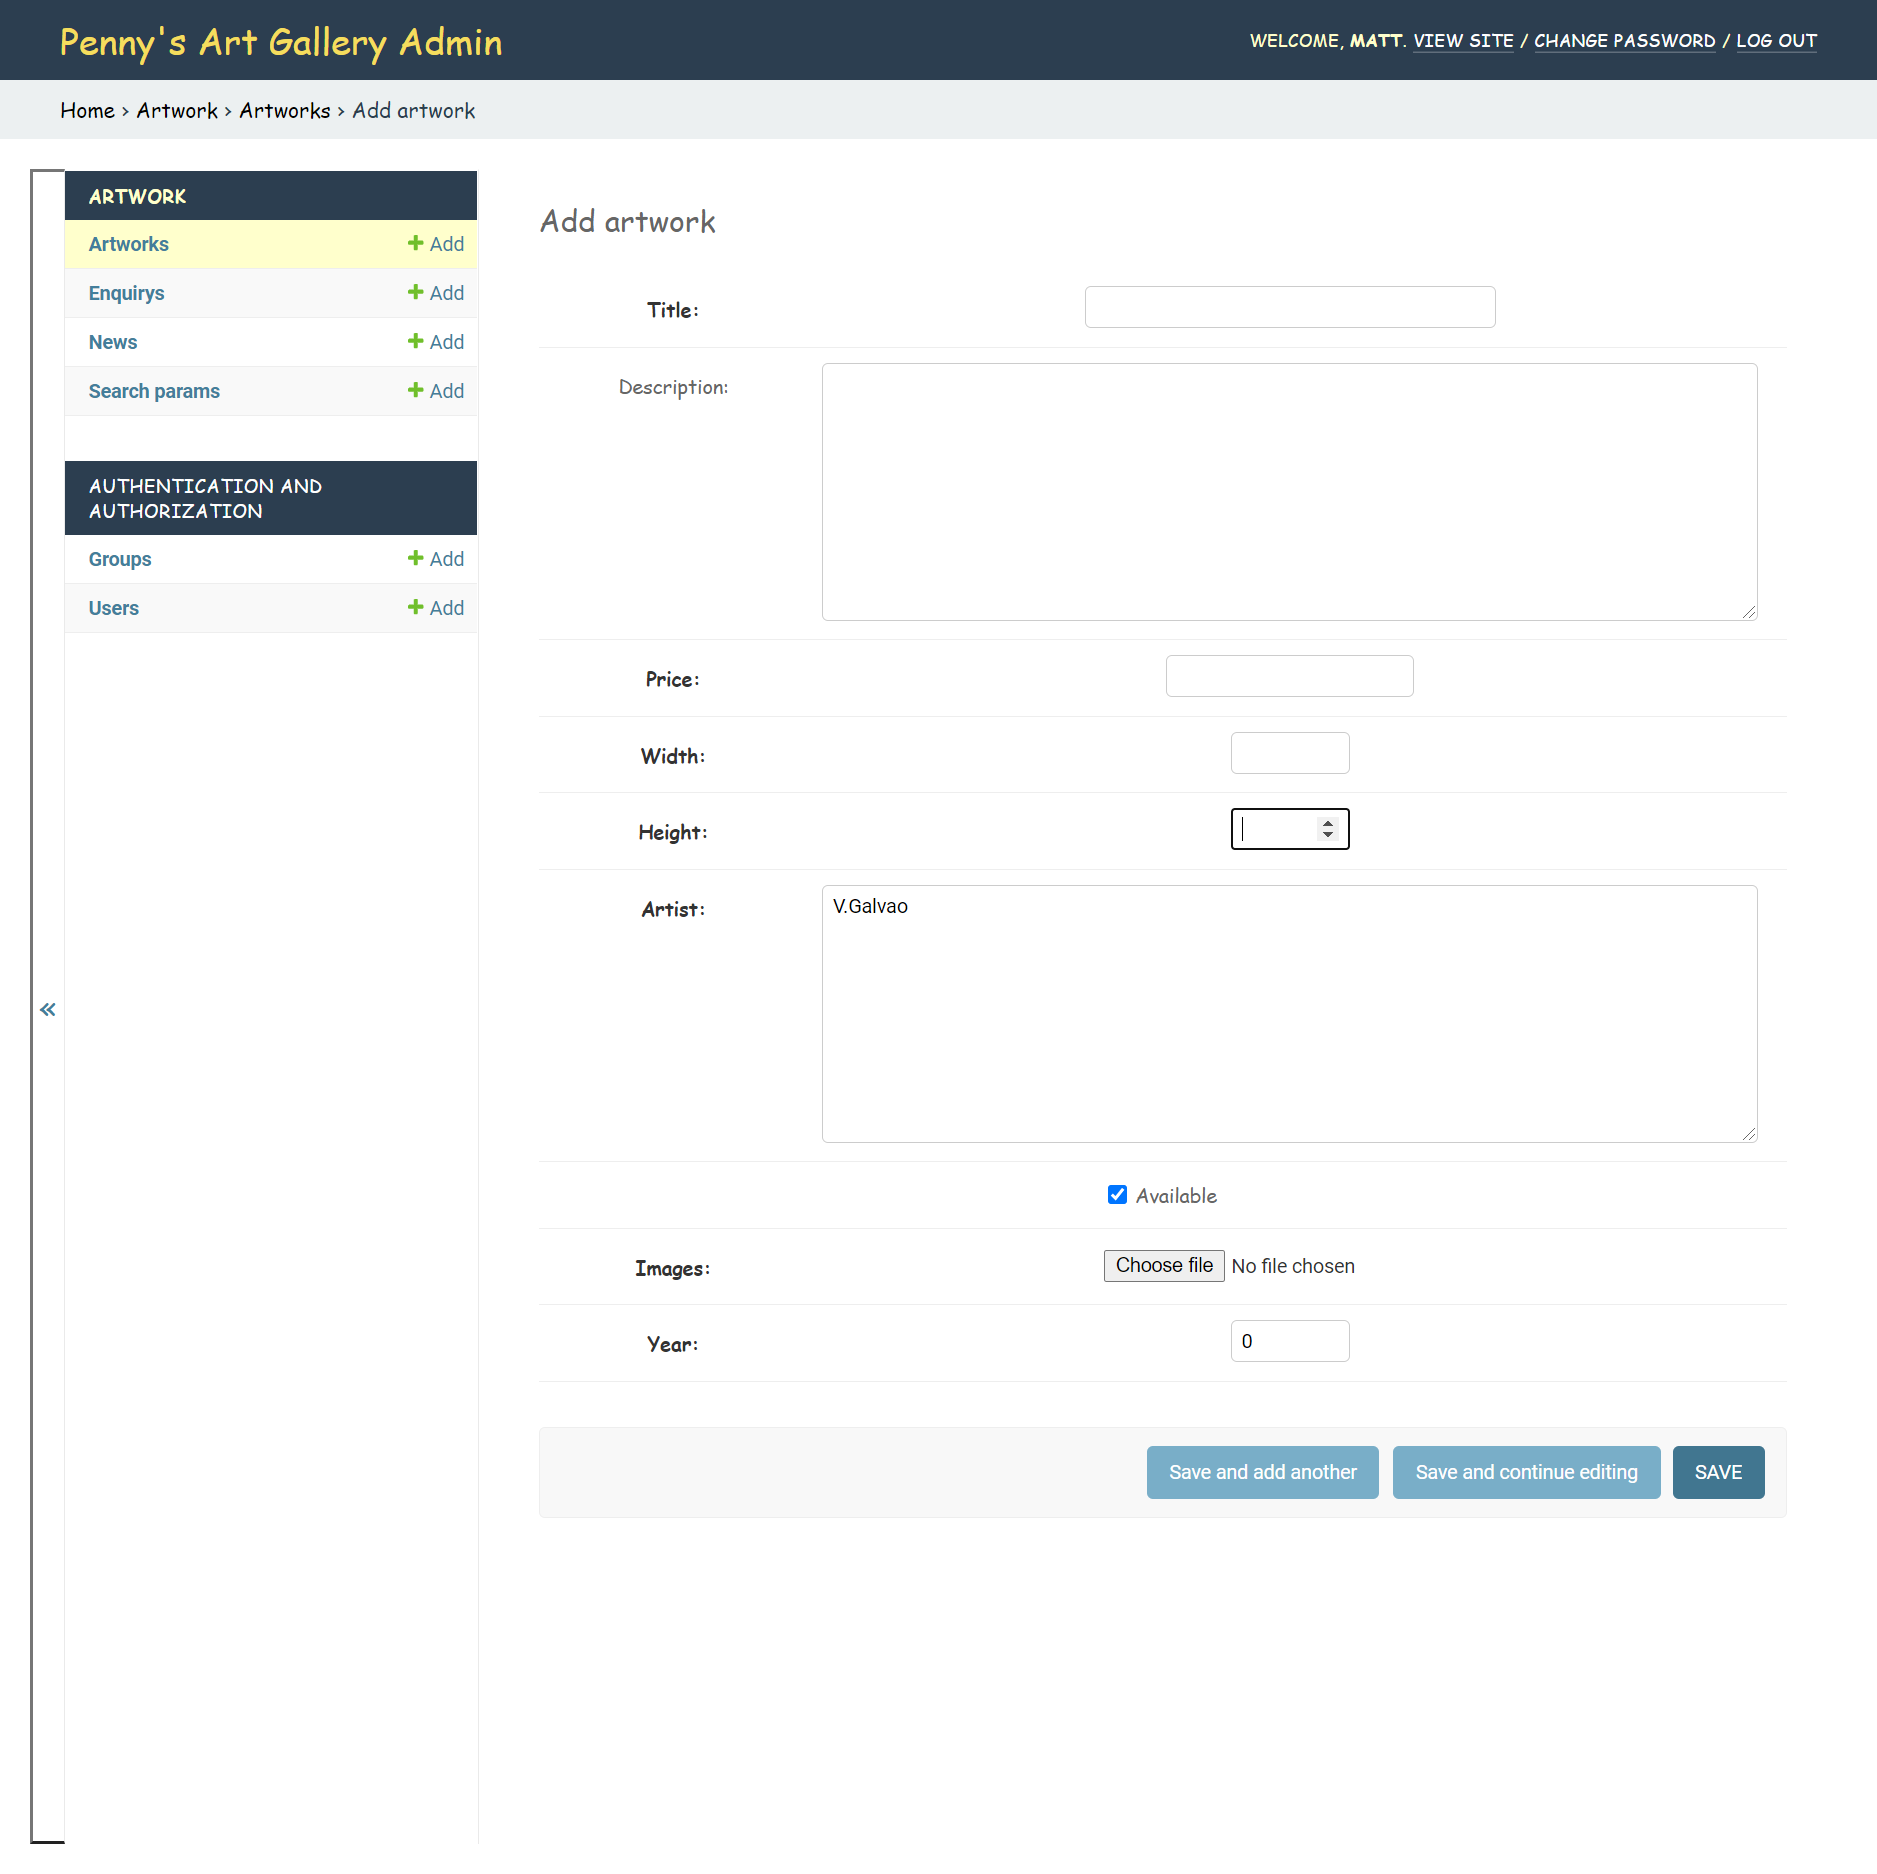 Penny's Art Gallery Admin
WELCOME, MATT. VIEW SITE / CHANGE PASSWORD / LOG OUT
Home › Artwork › Artworks › Add artwork
ARTWORK
Artworks + Add
Enquirys + Add
News + Add
Search params + Add
AUTHENTICATION AND
AUTHORIZATION
Groups + Add
Users + Add
«
Add artwork
Title:
Description:
Price:
Width:
Height:
Artist: V.Galvao
Available
Images: Choose file No file chosen
Year: 0
Save and add another Save and continue editing SAVE